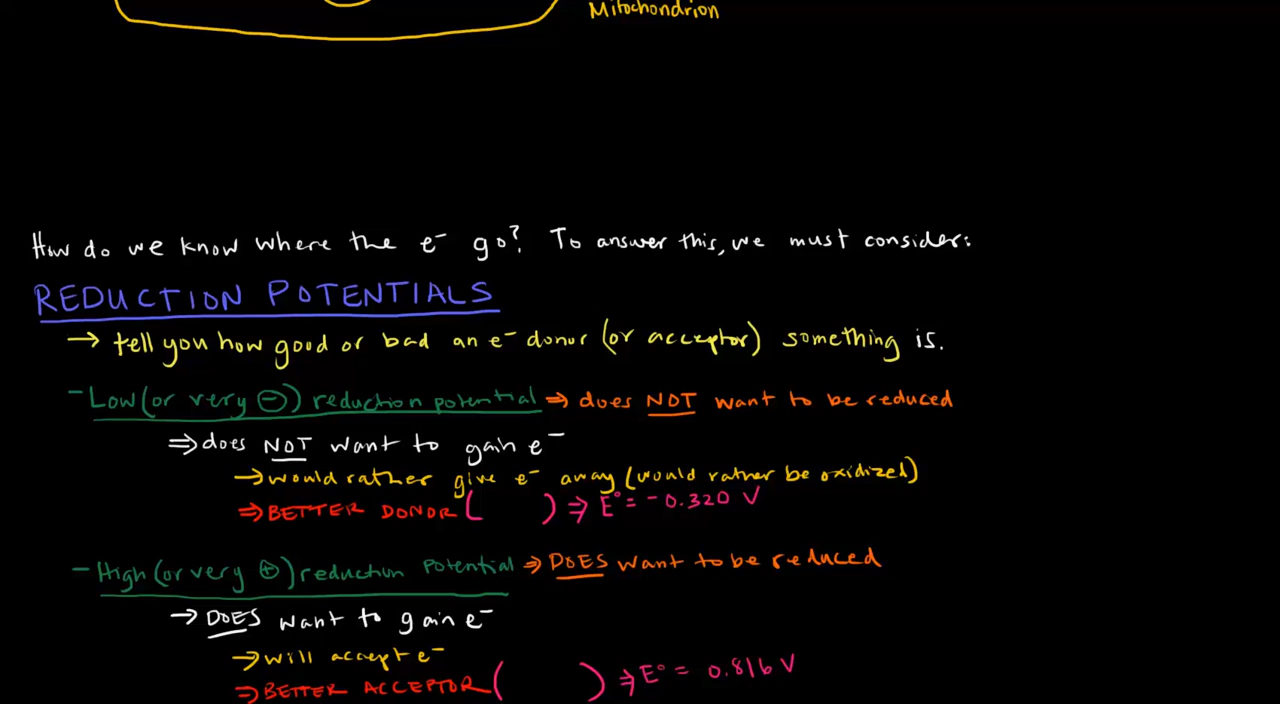 Mitochondrion
How do we know where the e⁻ go? To answer this, we must consider:
REDUCTION POTENTIALS
→ tell you how good or bad an e⁻ donor (or acceptor) something is.
- Low (or very ⊖) reduction potential ⇒ does NOT want to be reduced
⇒ does NOT want to gain e⁻
→ would rather give e⁻ away (would rather be oxidized)
⇒ BETTER DONOR ( ) ⇒ E° = -0.320 V
- High (or very ⊕) reduction potential ⇒ DOES want to be reduced
→ DOES want to gain e⁻
→ will accept e⁻
⇒ BETTER ACCEPTOR ( ) ⇒ E° = 0.816 V